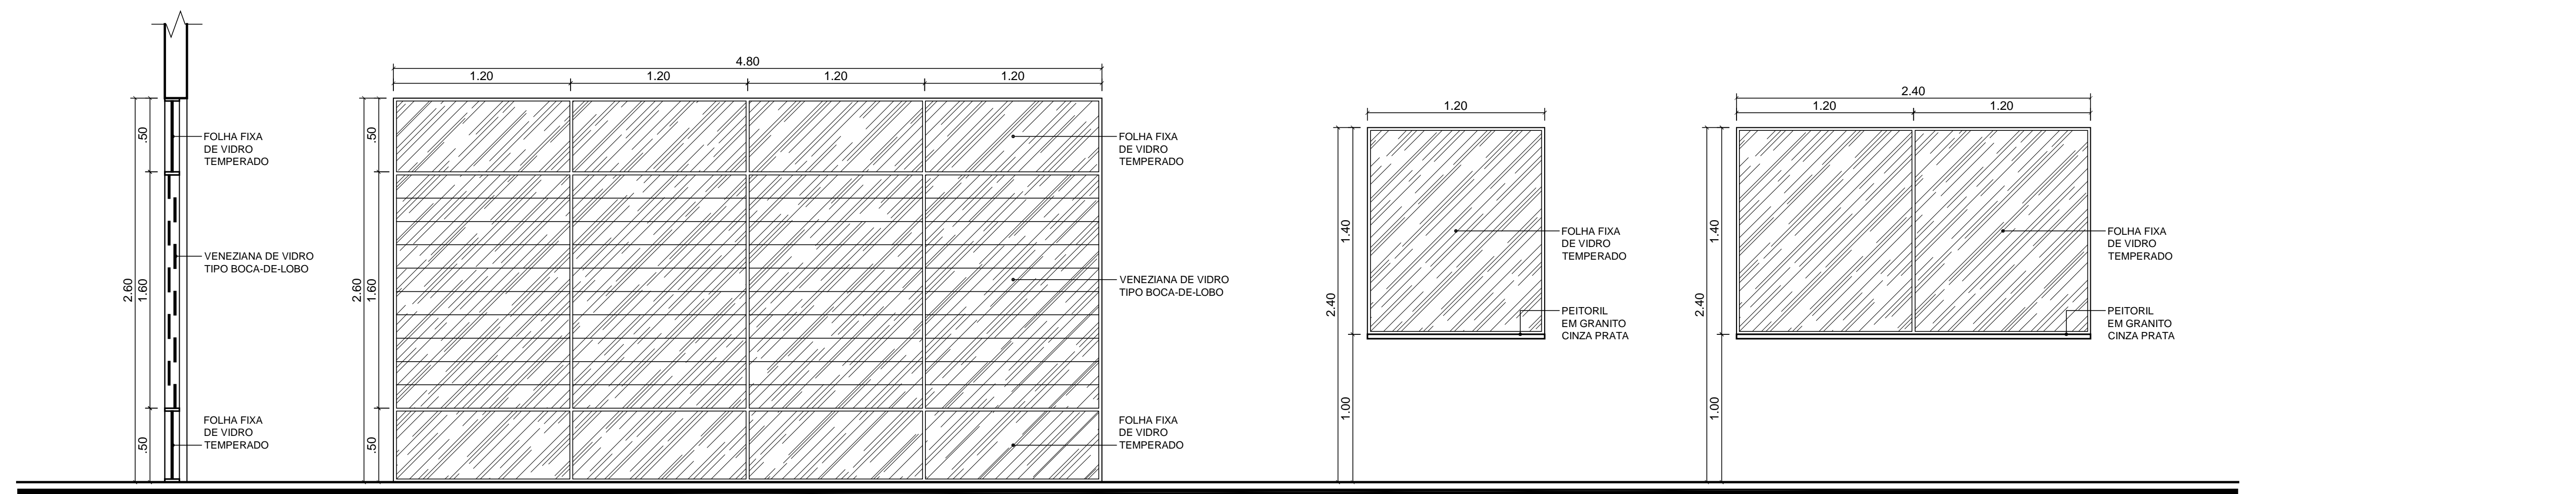 2.60
.50
1.60
.50
FOLHA FIXA
DE VIDRO
TEMPERADO
VENEZIANA DE VIDRO
TIPO BOCA-DE-LOBO
FOLHA FIXA
DE VIDRO
TEMPERADO
4.80
1.20 1.20 1.20 1.20
2.60
.50
1.60
.50
FOLHA FIXA
DE VIDRO
TEMPERADO
VENEZIANA DE VIDRO
TIPO BOCA-DE-LOBO
FOLHA FIXA
DE VIDRO
TEMPERADO
1.20
2.40
1.40
1.00
FOLHA FIXA
DE VIDRO
TEMPERADO
PEITORIL
EM GRANITO
CINZA PRATA
2.40
1.20 1.20
2.40
1.40
1.00
FOLHA FIXA
DE VIDRO
TEMPERADO
PEITORIL
EM GRANITO
CINZA PRATA